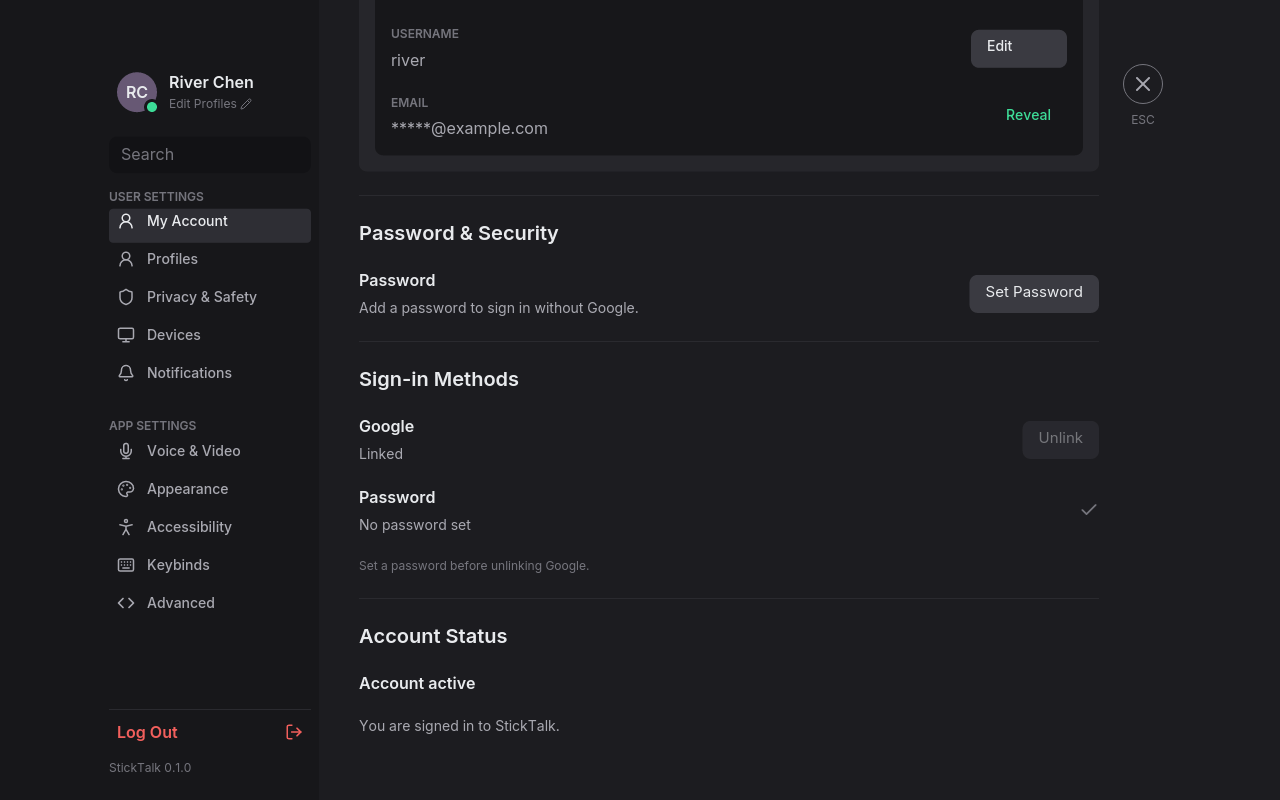 River Chen
RC
Edit Profiles
Search
USER SETTINGS
My Account
Profiles
Privacy & Safety
Devices
Notifications
APP SETTINGS
Voice & Video
Appearance
Accessibility
Keybinds
Advanced
Log Out
StickTalk 0.1.0
USERNAME
river
Edit
EMAIL
*****@example.com
Reveal
Password & Security
Password
Add a password to sign in without Google.
Set Password
Sign-in Methods
Google
Linked
Unlink
Password
No password set
Set a password before unlinking Google.
Account Status
Account active
You are signed in to StickTalk.
ESC